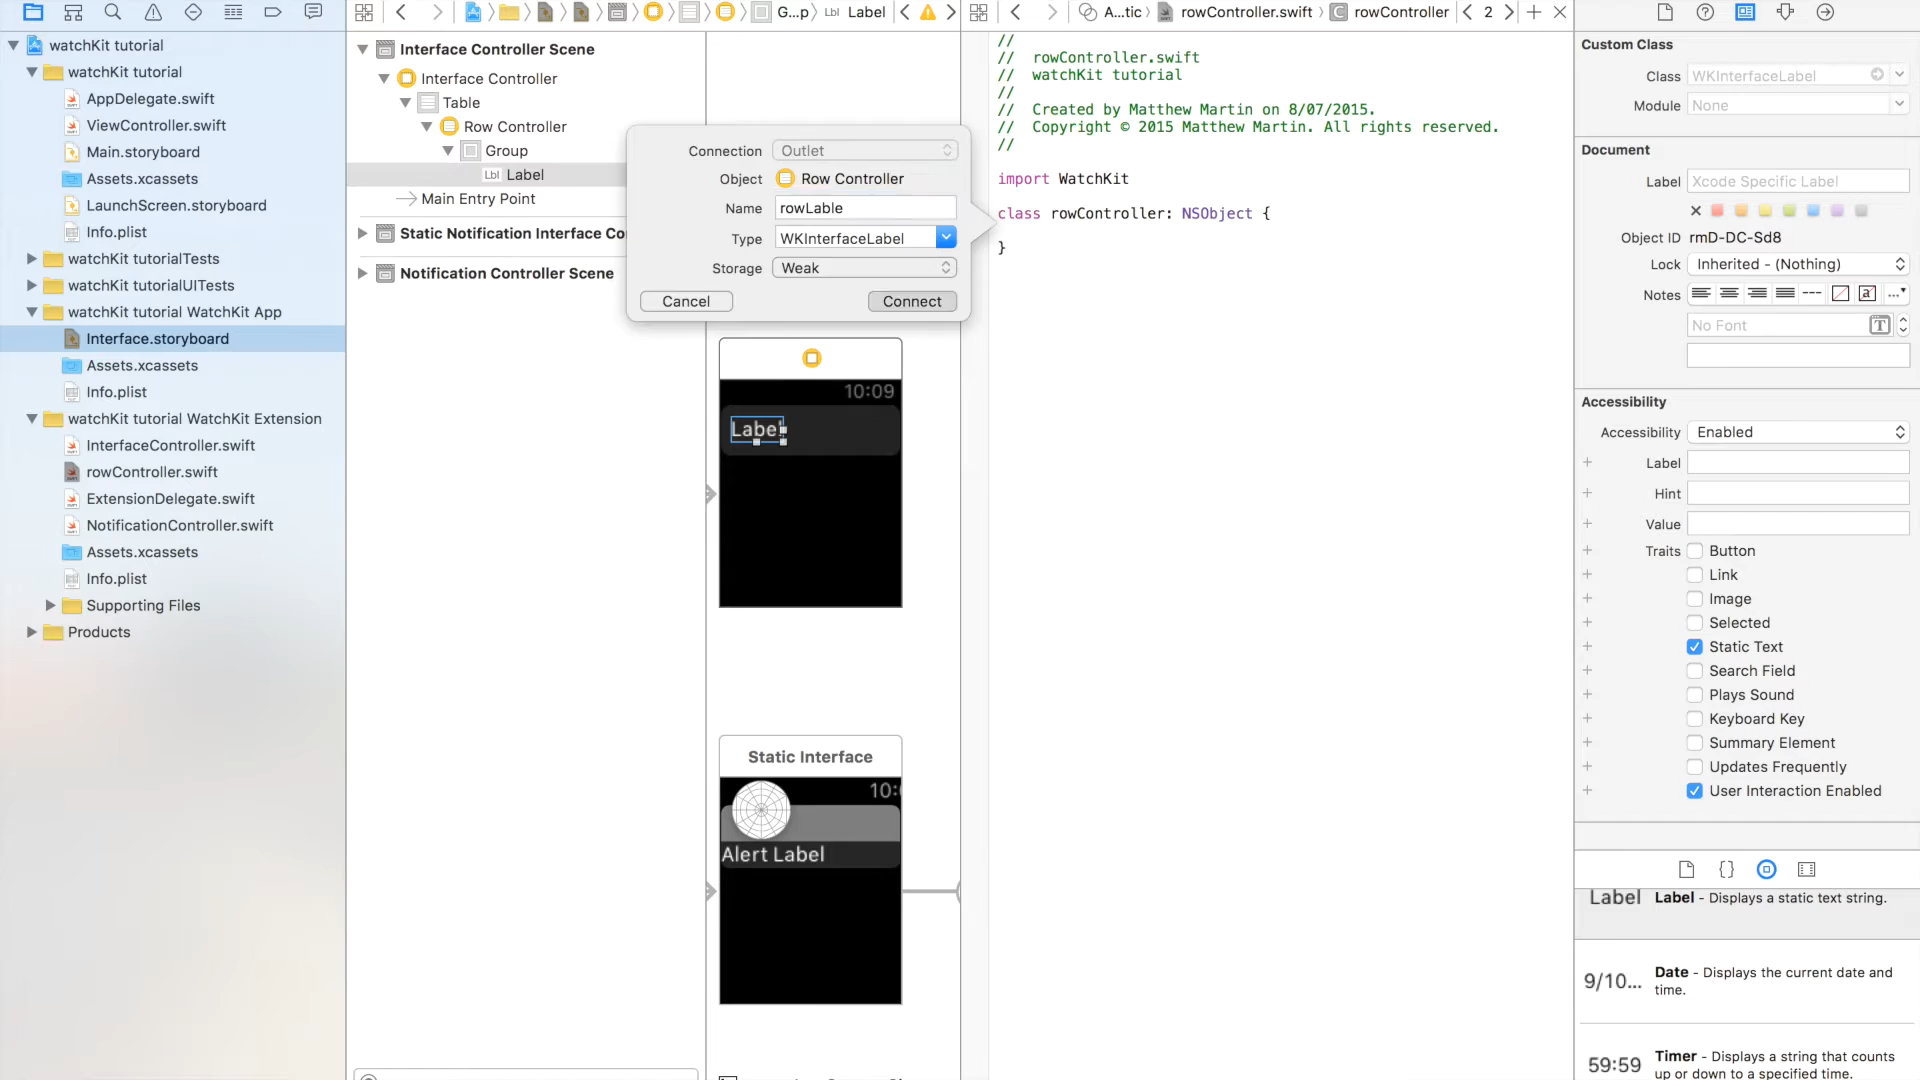 G...p
Lbl Label
A...tic
rowController.swift
rowController
2
watchKit tutorial
watchKit tutorial
AppDelegate.swift
ViewController.swift
Main.storyboard
Assets.xcassets
LaunchScreen.storyboard
Info.plist
watchKit tutorialTests
watchKit tutorialUITests
watchKit tutorial WatchKit App
Interface.storyboard
Assets.xcassets
Info.plist
watchKit tutorial WatchKit Extension
InterfaceController.swift
rowController.swift
ExtensionDelegate.swift
NotificationController.swift
Assets.xcassets
Info.plist
Supporting Files
Products
Interface Controller Scene
Interface Controller
Table
Row Controller
Group
Lbl Label
Main Entry Point
Static Notification Interface Co
Notification Controller Scene
Connection Outlet
Object Row Controller
Name rowLable
Type WKInterfaceLabel
Storage Weak
Cancel Connect
10:09
Label
Static Interface
10:
Alert Label
//
// rowController.swift
// watchKit tutorial
//
// Created by Matthew Martin on 8/07/2015.
// Copyright © 2015 Matthew Martin. All rights reserved.
//
import WatchKit
class rowController: NSObject {
}
Custom Class
Class WKInterfaceLabel
Module None
Document
Label Xcode Specific Label
Object ID rmD-DC-Sd8
Lock Inherited - (Nothing)
Notes
No Font
Accessibility
Accessibility Enabled
Label
Hint
Value
Traits Button
Link
Image
Selected
Static Text
Search Field
Plays Sound
Keyboard Key
Summary Element
Updates Frequently
User Interaction Enabled
Label Label - Displays a static text string.
9/10... Date - Displays the current date and
time.
59:59 Timer - Displays a string that counts
up or down to a specified time.